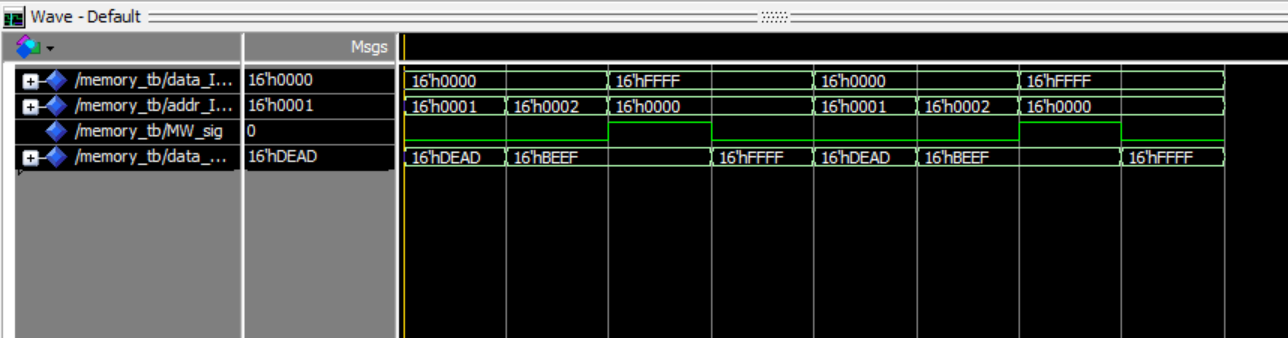 Wave - Default
Msgs
/memory_tb/data_I... 16'h0000 16'h0000 16'hFFFF 16'h0000 16'hFFFF
/memory_tb/addr_I... 16'h0001 16'h0001 16'h0002 16'h0000 16'h0001 16'h0002 16'h0000
/memory_tb/MW_sig 0
/memory_tb/data_... 16'hDEAD 16'hDEAD 16'hBEEF 16'hFFFF 16'hDEAD 16'hBEEF 16'hFFFF